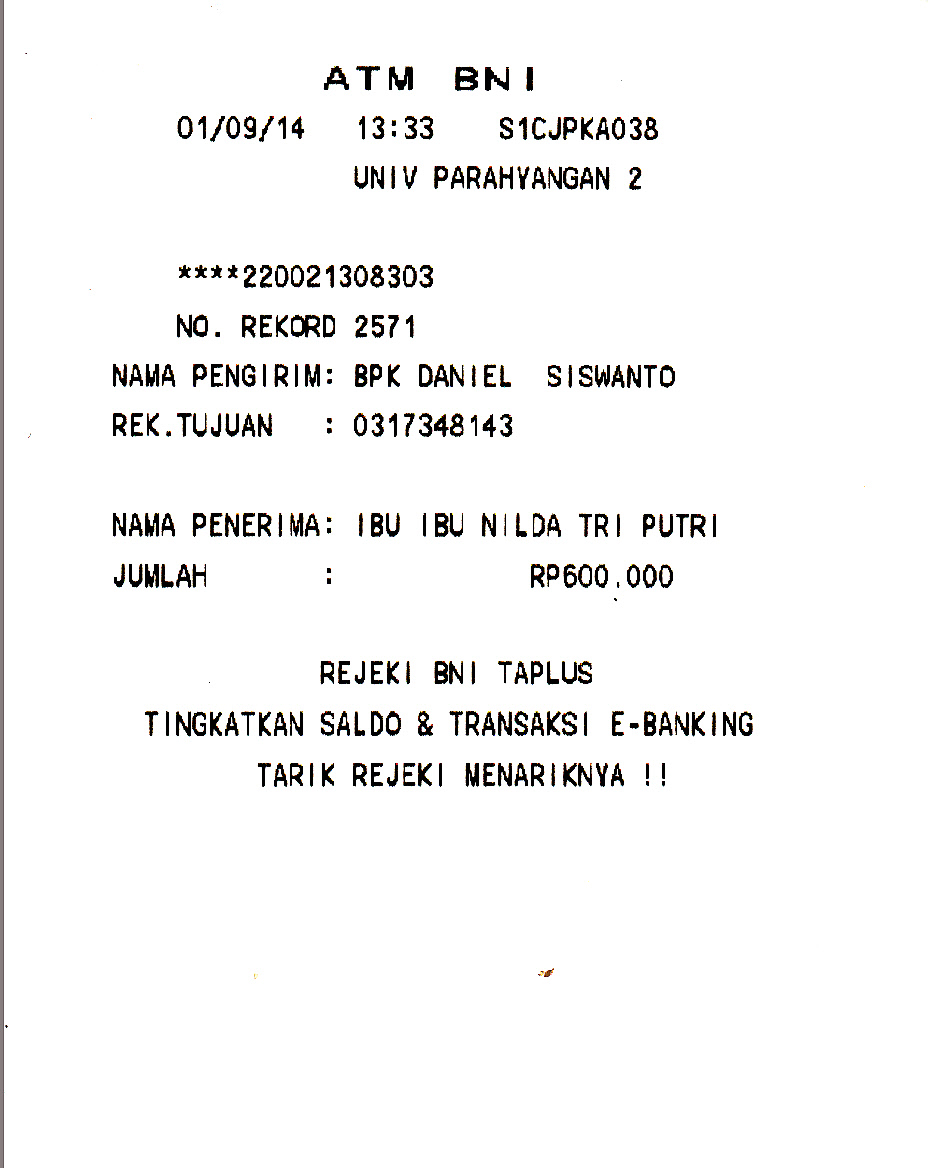 ATM BNI
01/09/14 13:33 S1CJPKA038
UNIV PARAHYANGAN 2
****220021308303
NO. REKORD 2571
NAMA PENGIRIM: BPK DANIEL SISWANTO
REK.TUJUAN : 0317348143
NAMA PENERIMA: IBU IBU NILDA TRI PUTRI
JUMLAH : RP600.000
REJEKI BNI TAPLUS
TINGKATKAN SALDO & TRANSAKSI E-BANKING
TARIK REJEKI MENARIKNYA !!